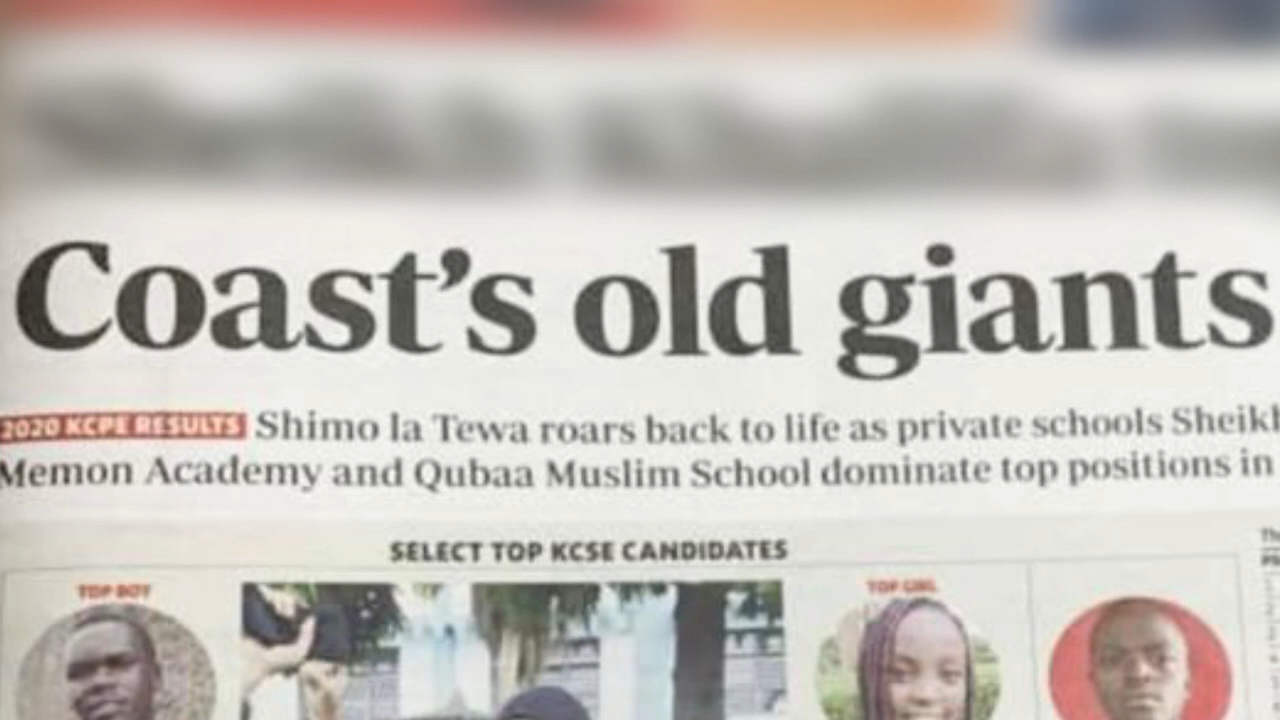 Coast's old giants
2020 KCPE RESULTS Shimo la Tewa roars back to life as private schools Sheikh
Memon Academy and Qubaa Muslim School dominate top positions in
SELECT TOP KCSE CANDIDATES
TOP BOY
TOP GIRL